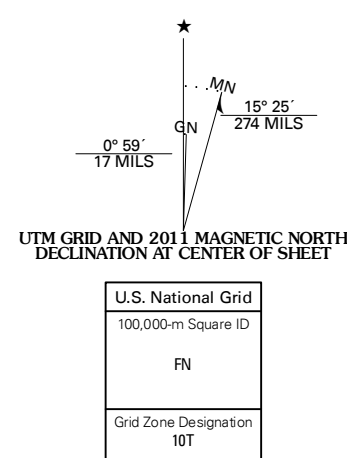 ★
MN
15° 25´
274 MILS
GN
0° 59´
17 MILS
UTM GRID AND 2011 MAGNETIC NORTH
DECLINATION AT CENTER OF SHEET
U.S. National Grid
100,000-m Square ID
FN
Grid Zone Designation
10T